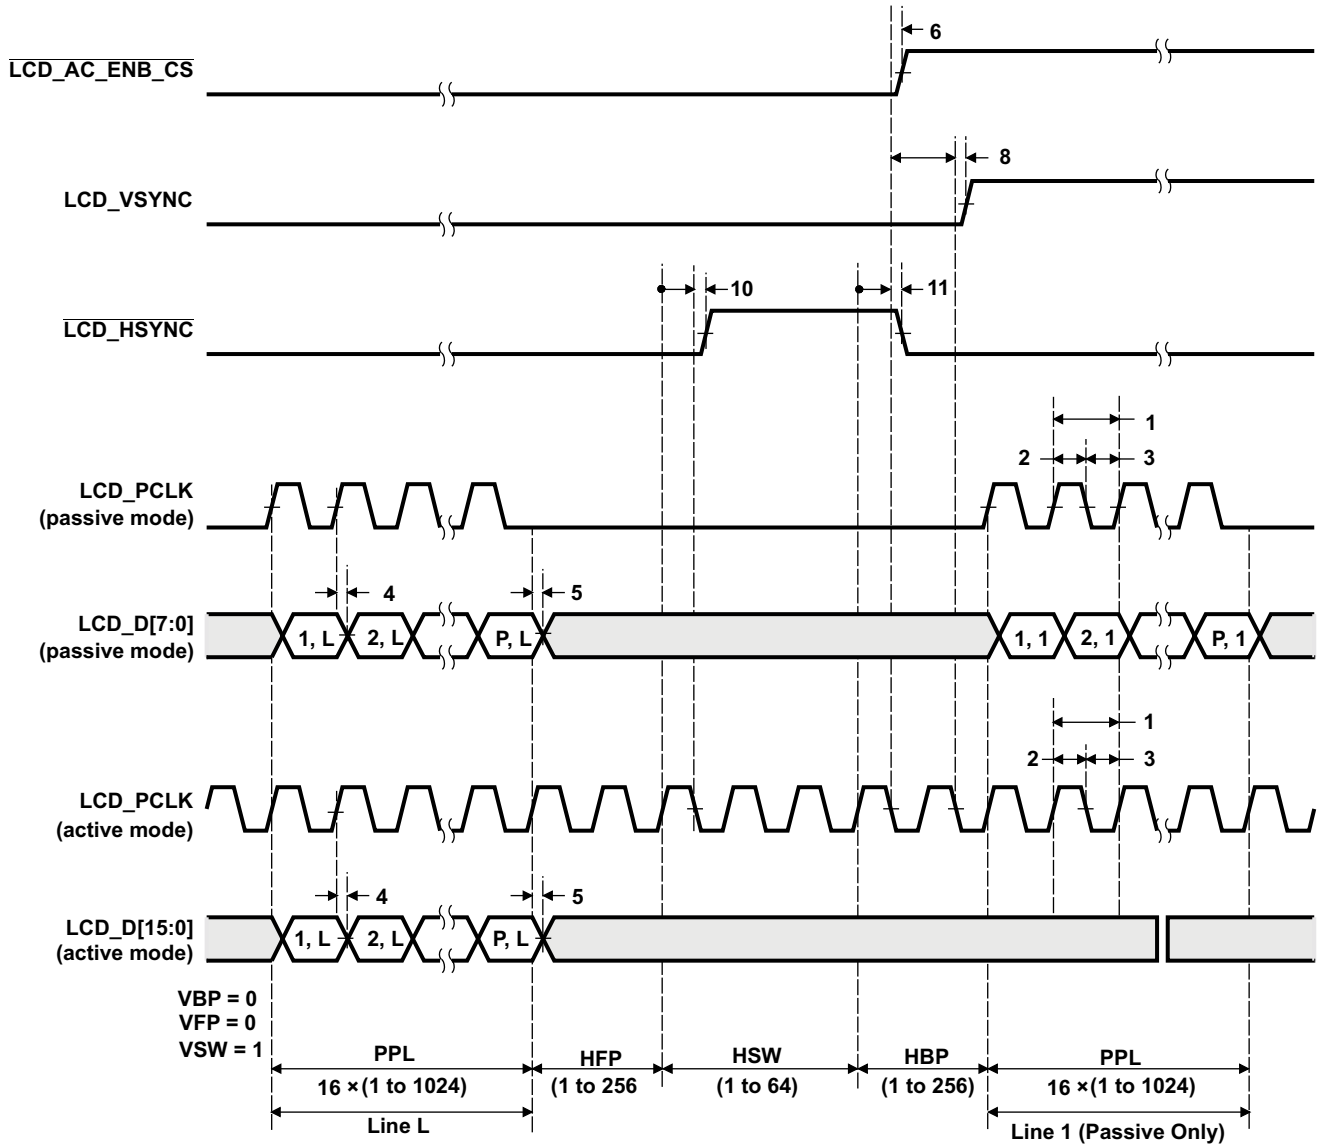 6
LCD_AC_ENB_CS
8
LCD_VSYNC
10
11
LCD_HSYNC
1
2
3
LCD_PCLK
(passive mode)
4
5
LCD_D[7:0]
(passive mode)
1, L
2, L
P, L
1, 1
2, 1
P, 1
1
2
3
LCD_PCLK
(active mode)
4
5
LCD_D[15:0]
(active mode)
1, L
2, L
P, L
VBP = 0
VFP = 0
VSW = 1
PPL
16 × (1 to 1024)
HFP
(1 to 256
HSW
(1 to 64)
HBP
(1 to 256)
PPL
16 × (1 to 1024)
Line L
Line 1 (Passive Only)